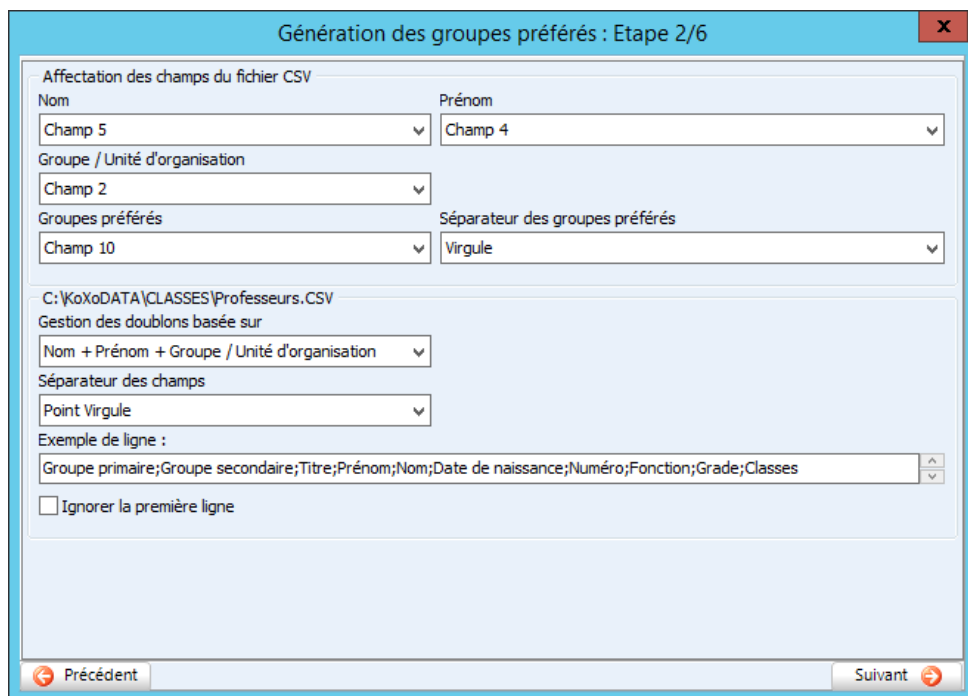 Génération des groupes préférés : Etape 2/6
x
Affectation des champs du fichier CSV
Nom
Prénom
Champ 5
Champ 4
Groupe / Unité d'organisation
Champ 2
Groupes préférés
Séparateur des groupes préférés
Champ 10
Virgule
C:\KoXoDATA\CLASSES\Professeurs.CSV
Gestion des doublons basée sur
Nom + Prénom + Groupe / Unité d'organisation
Séparateur des champs
Point Virgule
Exemple de ligne :
Groupe primaire;Groupe secondaire;Titre;Prénom;Nom;Date de naissance;Numéro;Fonction;Grade;Classes
Ignorer la première ligne
Précédent
Suivant